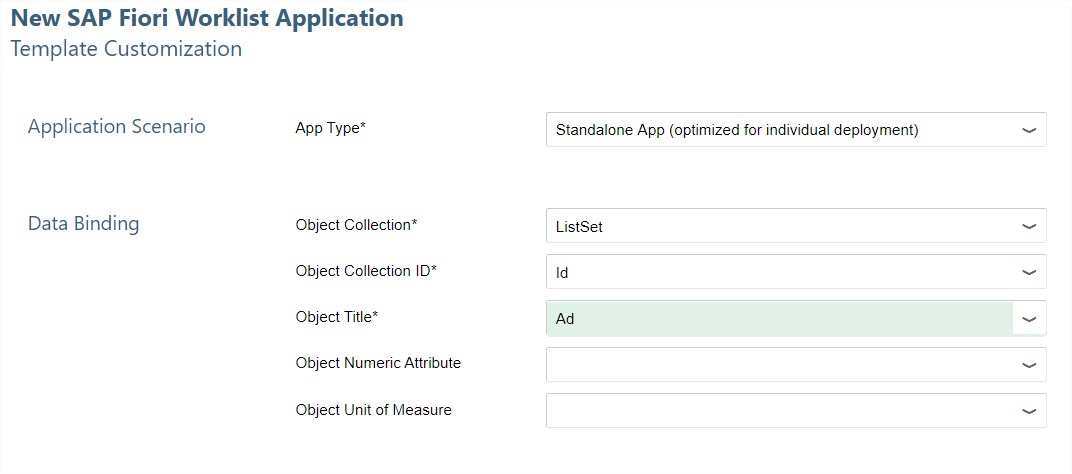 New SAP Fiori Worklist Application
Template Customization
Application Scenario
App Type*
Standalone App (optimized for individual deployment)
Data Binding
Object Collection*
ListSet
Object Collection ID*
Id
Object Title*
Ad
Object Numeric Attribute
Object Unit of Measure